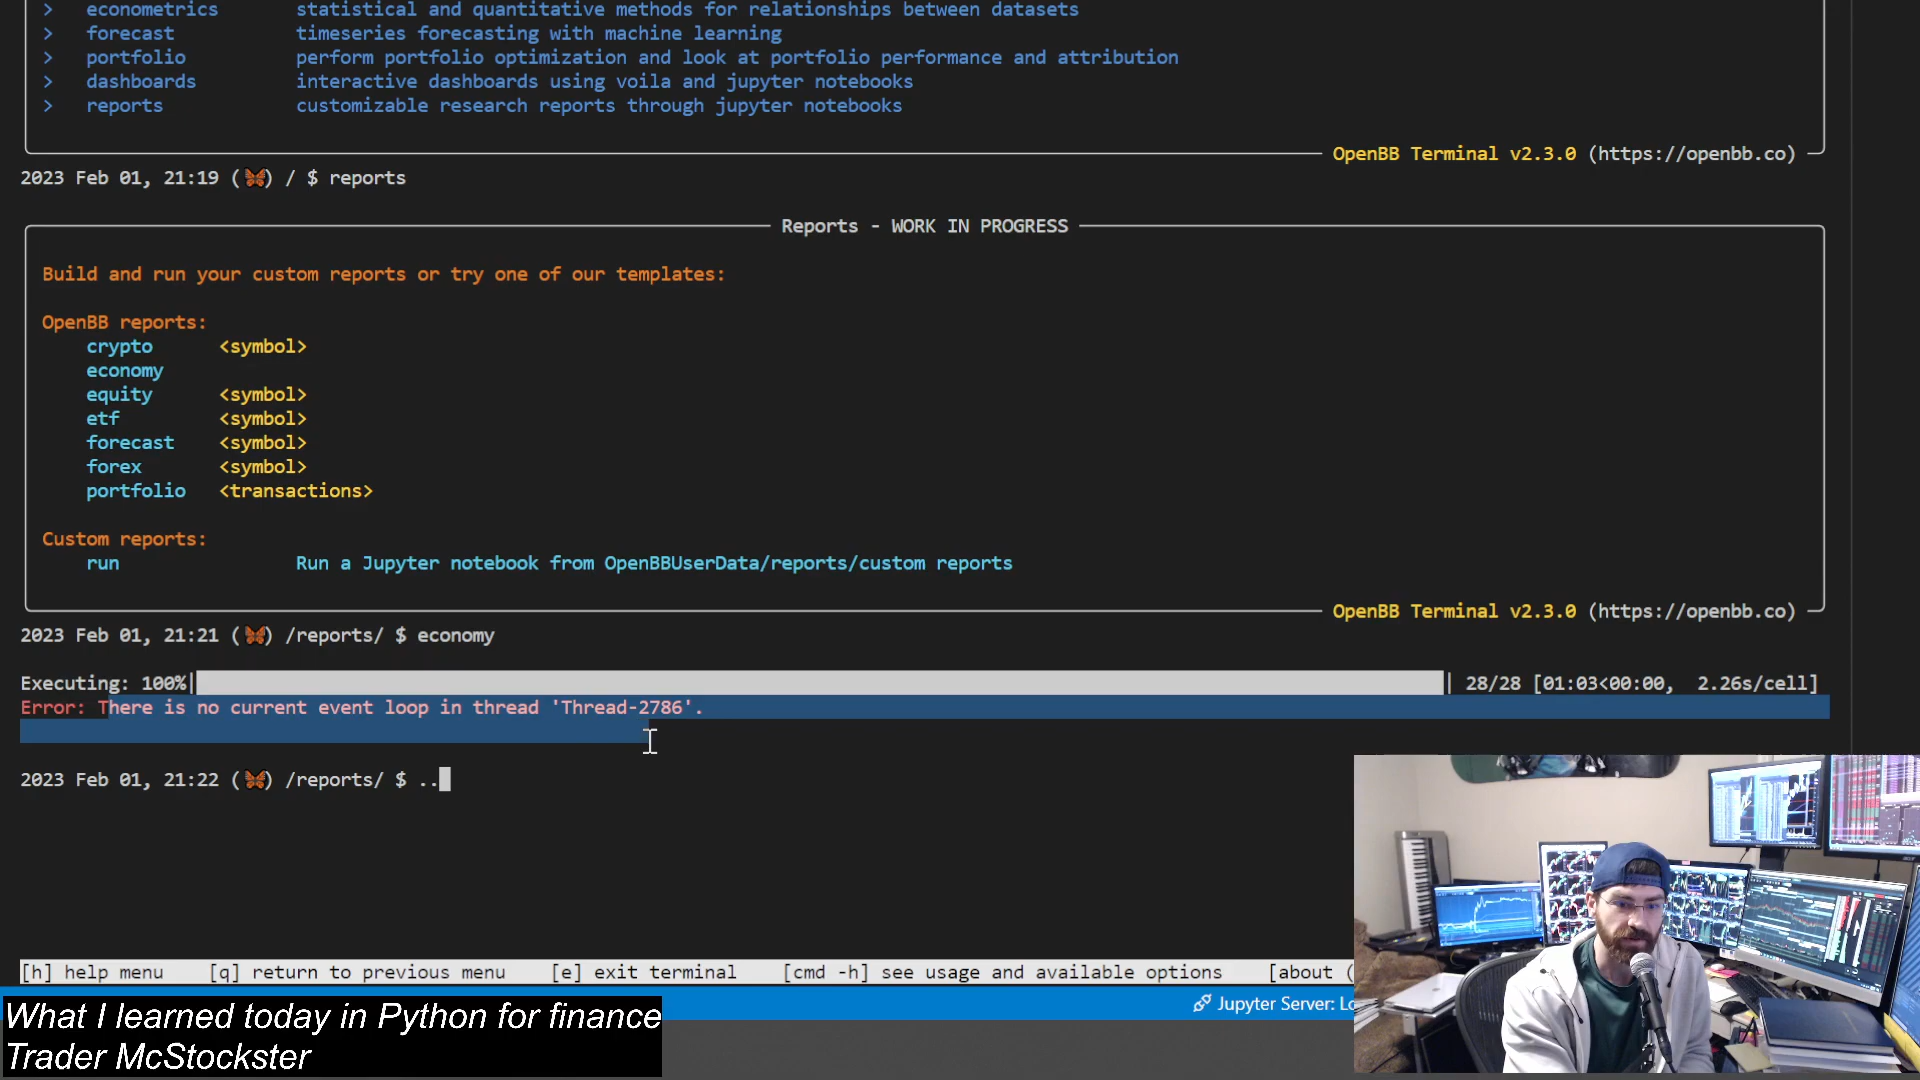 > econometrics statistical and quantitative methods for relationships between datasets
> forecast timeseries forecasting with machine learning
> portfolio perform portfolio optimization and look at portfolio performance and attribution
> dashboards interactive dashboards using voila and jupyter notebooks
> reports customizable research reports through jupyter notebooks
OpenBB Terminal v2.3.0 (https://openbb.co)
2023 Feb 01, 21:19 (🦋) / $ reports
Reports - WORK IN PROGRESS
Build and run your custom reports or try one of our templates:
OpenBB reports:
crypto <symbol>
economy
equity <symbol>
etf <symbol>
forecast <symbol>
forex <symbol>
portfolio <transactions>
Custom reports:
run Run a Jupyter notebook from OpenBBUserData/reports/custom reports
OpenBB Terminal v2.3.0 (https://openbb.co)
2023 Feb 01, 21:21 (🦋) /reports/ $ economy
Executing: 100%| | 28/28 [01:03<00:00, 2.26s/cell]
Error: There is no current event loop in thread 'Thread-2786'.
2023 Feb 01, 21:22 (🦋) /reports/ $ ..
[h] help menu [q] return to previous menu [e] exit terminal [cmd -h] see usage and available options [about (
Jupyter Server: Lo
What I learned today in Python for finance
Trader McStockster